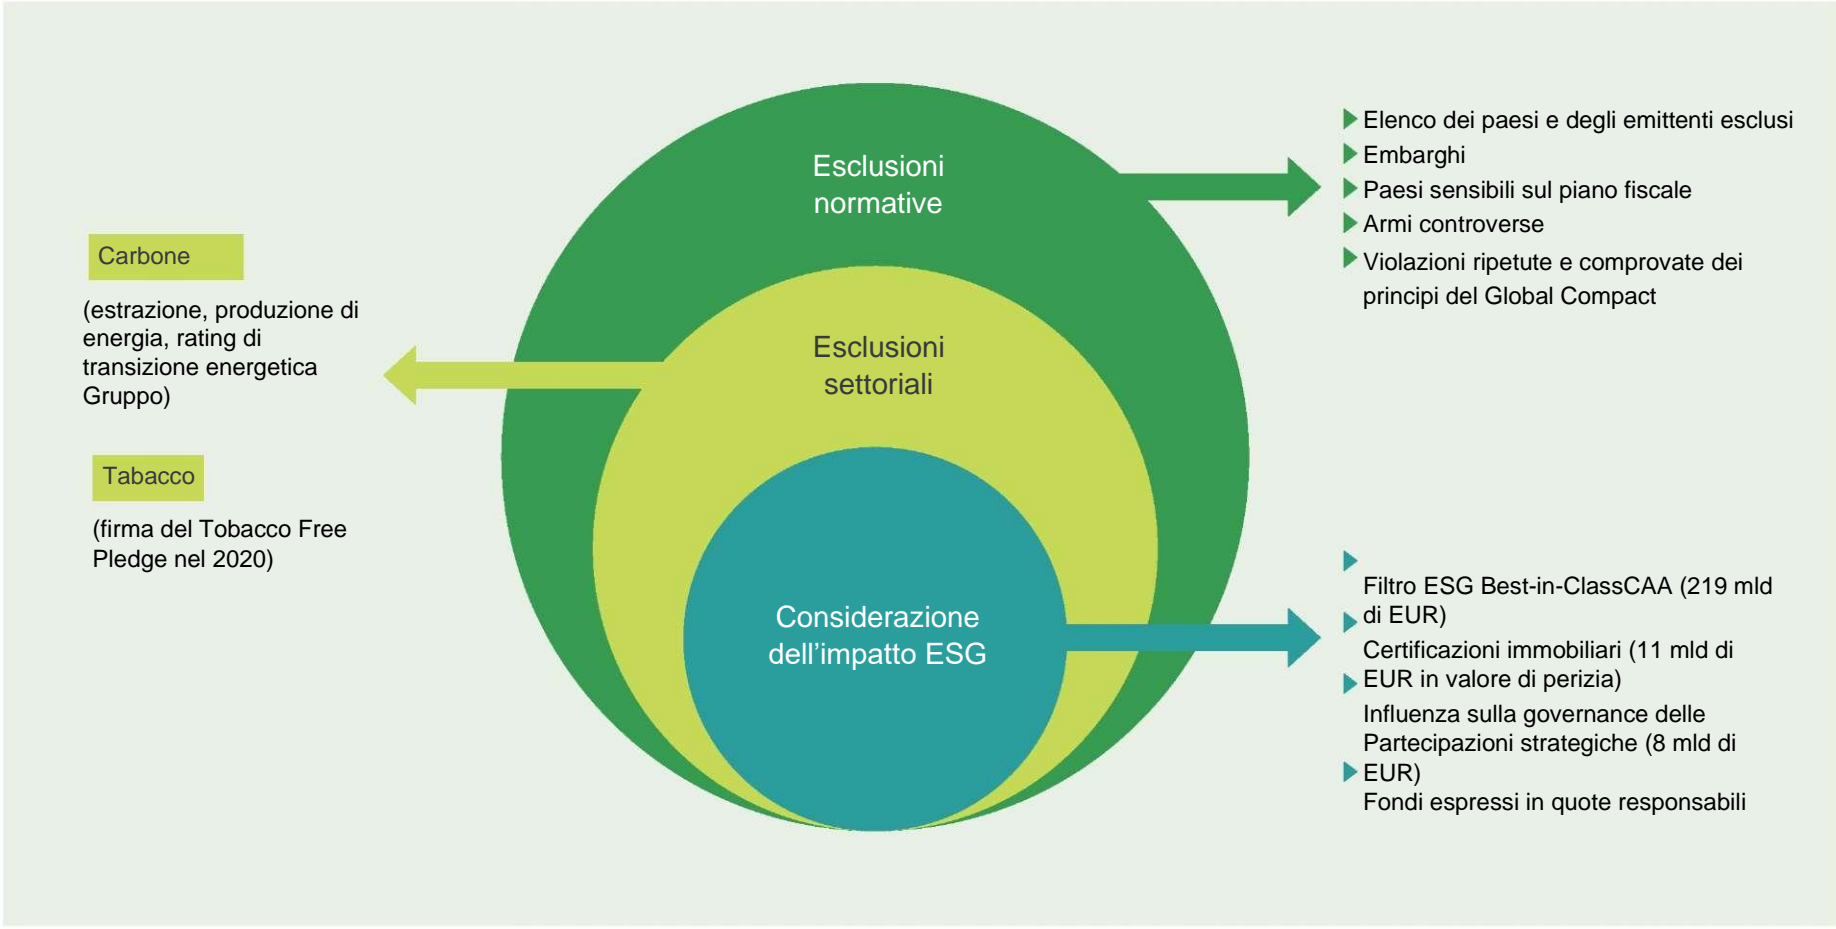 Esclusioni
normative
Elenco dei paesi e degli emittenti esclusi
Embarghi
Paesi sensibili sul piano fiscale
Armi controverse
Violazioni ripetute e comprovate dei
principi del Global Compact
Carbone
(estrazione, produzione di
energia, rating di
transizione energetica
Gruppo)
Tabacco
(firma del Tobacco Free
Pledge nel 2020)
Esclusioni
settoriali
Considerazione
dell’impatto ESG
Filtro ESG Best-in-ClassCAA (219 mld
di EUR)
Certificazioni immobiliari (11 mld di
EUR in valore di perizia)
Influenza sulla governance delle
Partecipazioni strategiche (8 mld di
EUR)
Fondi espressi in quote responsabili